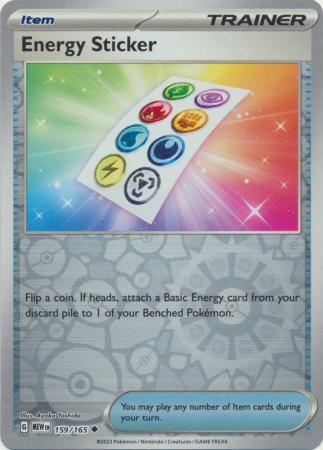 Item
TRAINER
Energy Sticker
Flip a coin. If heads, attach a Basic Energy card from your
discard pile to 1 of your Benched Pokémon.
Illus. Ayaka Yoshida
G MEW EN 159/165
You may play any number of Item cards during your
turn.
©2023 Pokémon / Nintendo / Creatures / GAME FREAK